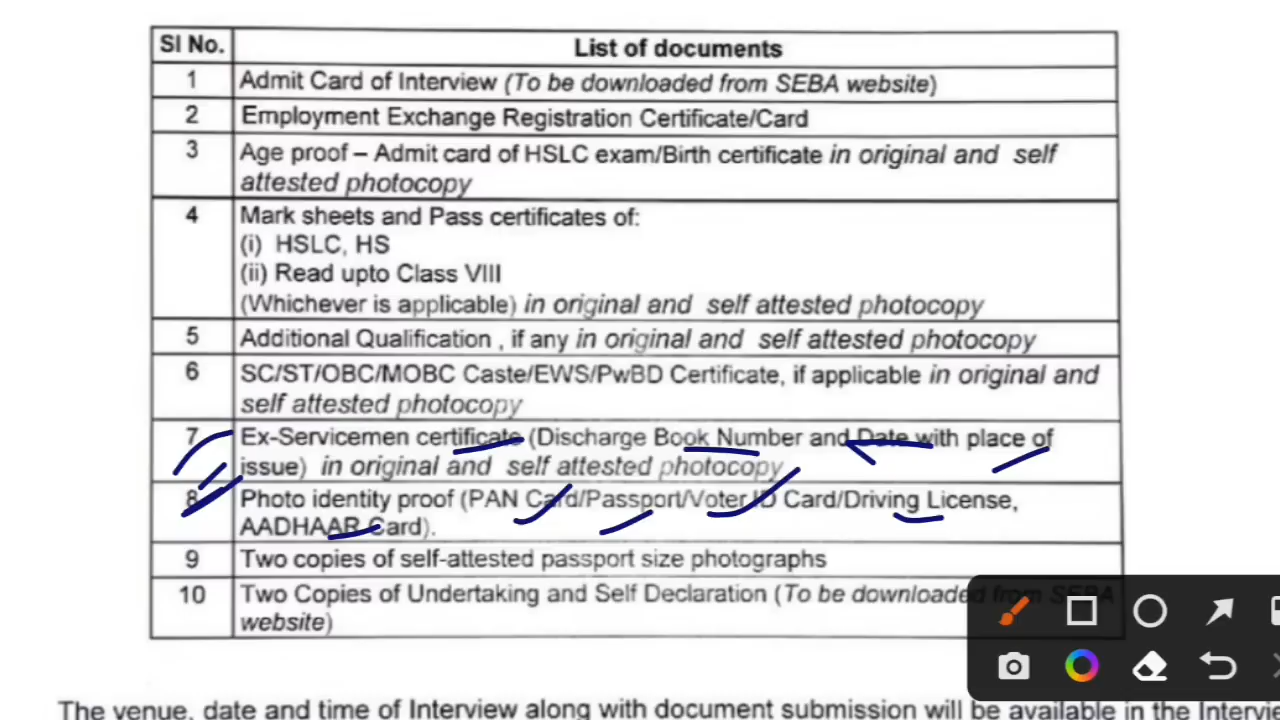 SI No. List of documents
1 Admit Card of Interview (To be downloaded from SEBA website)
2 Employment Exchange Registration Certificate/Card
3 Age proof – Admit card of HSLC exam/Birth certificate in original and self
attested photocopy
4 Mark sheets and Pass certificates of:
(i) HSLC, HS
(ii) Read upto Class VIII
(Whichever is applicable) in original and self attested photocopy
5 Additional Qualification , if any in original and self attested photocopy
6 SC/ST/OBC/MOBC Caste/EWS/PwBD Certificate, if applicable in original and
self attested photocopy
7 Ex-Servicemen certificate (Discharge Book Number and Date with place of
issue) in original and self attested photocopy
8 Photo identity proof (PAN Card/Passport/Voter ID Card/Driving License,
AADHAAR Card).
9 Two copies of self-attested passport size photographs
10 Two Copies of Undertaking and Self Declaration (To be downloaded from SEBA
website)
The venue, date and time of Interview along with document submission will be available in the Intervie